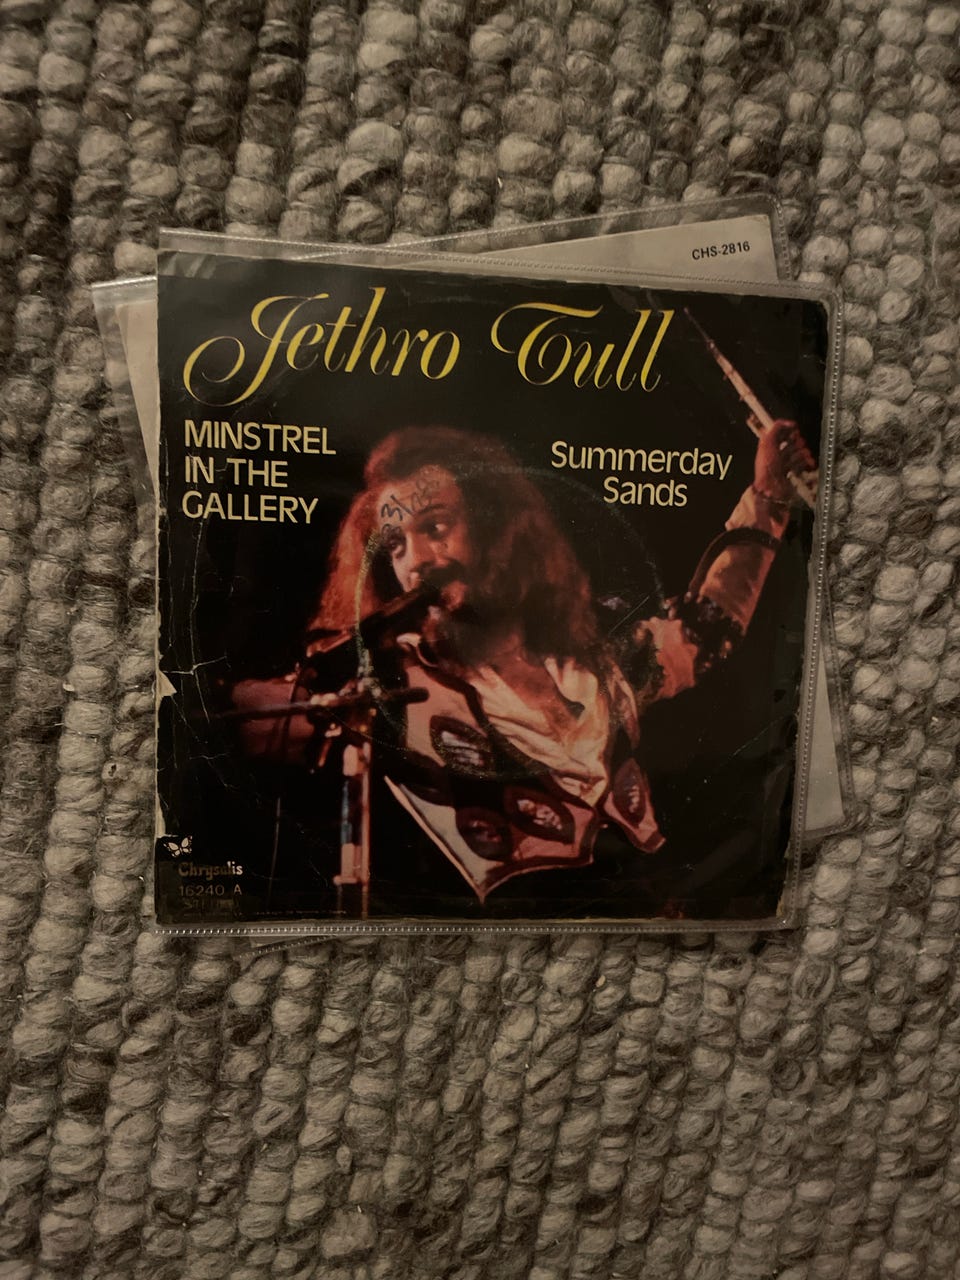 CHS-2816
Jethro Tull
MINSTREL
IN THE
GALLERY
Summerday
Sands
Chrysalis
16240 A